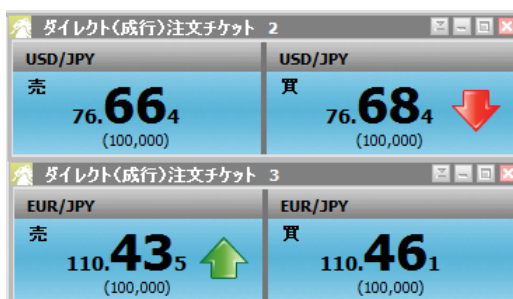 ダイレクト(成行)注文チケット 2
USD/JPY USD/JPY
売 買
76.664 76.684
(100,000) (100,000)
ダイレクト(成行)注文チケット 3
EUR/JPY EUR/JPY
売 買
110.435 110.461
(100,000) (100,000)